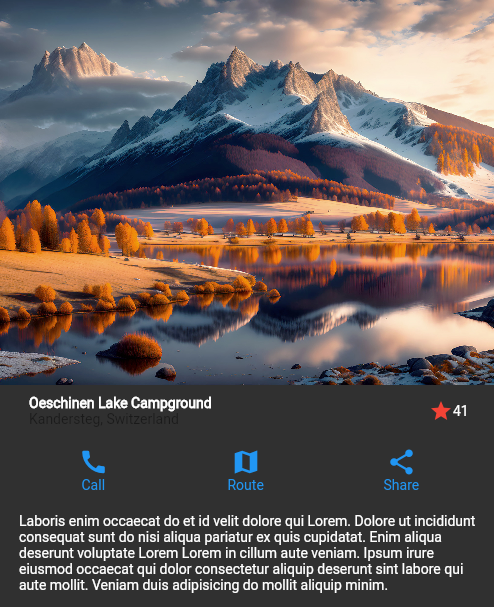 Oeschinen Lake Campground
Kandersteg, Switzerland
41
Call
Route
Share
Laboris enim occaecat do et id velit dolore qui Lorem. Dolore ut incididunt
consequat sunt do nisi aliqua pariatur ex quis cupidatat. Enim aliqua
deserunt voluptate Lorem Lorem in cillum aute veniam. Ipsum irure
eiusmod occaecat qui dolor consectetur aliquip deserunt sint labore qui
aute mollit. Veniam duis adipisicing do mollit aliquip minim.